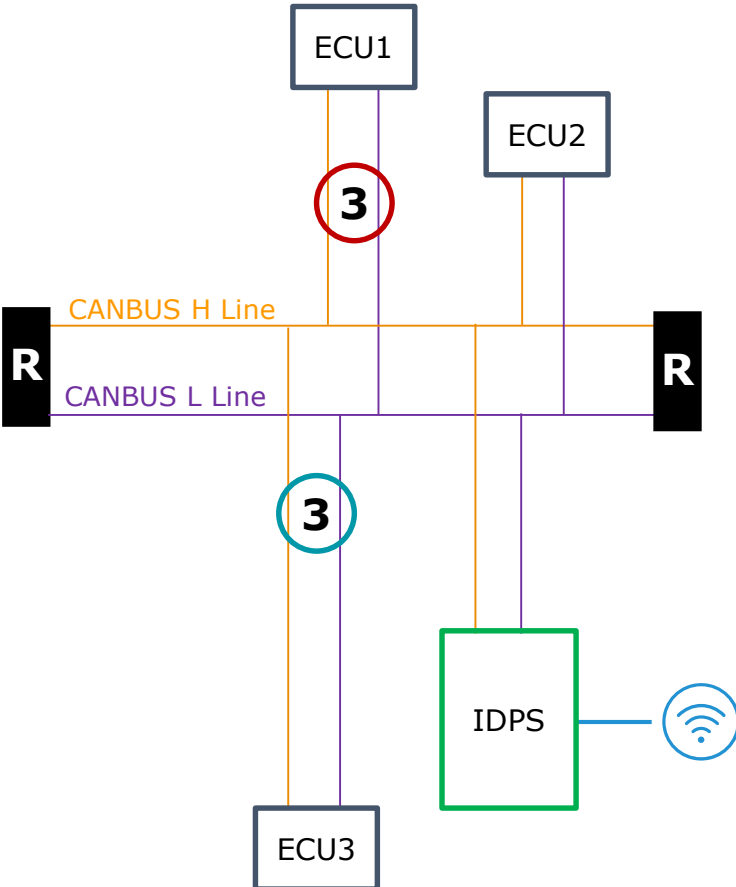 ECU1
ECU2
3
CANBUS H Line
R
R
CANBUS L Line
3
IDPS
ECU3